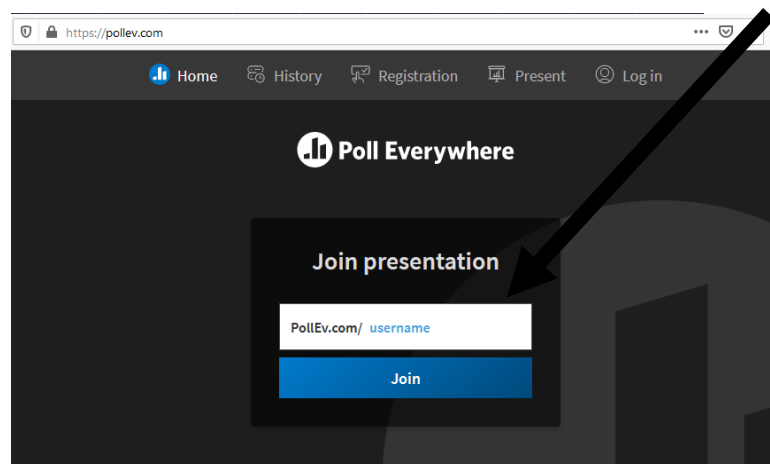 https://pollev.com
Home History Registration Present Log in
Poll Everywhere
Join presentation
PollEv.com/ username
Join